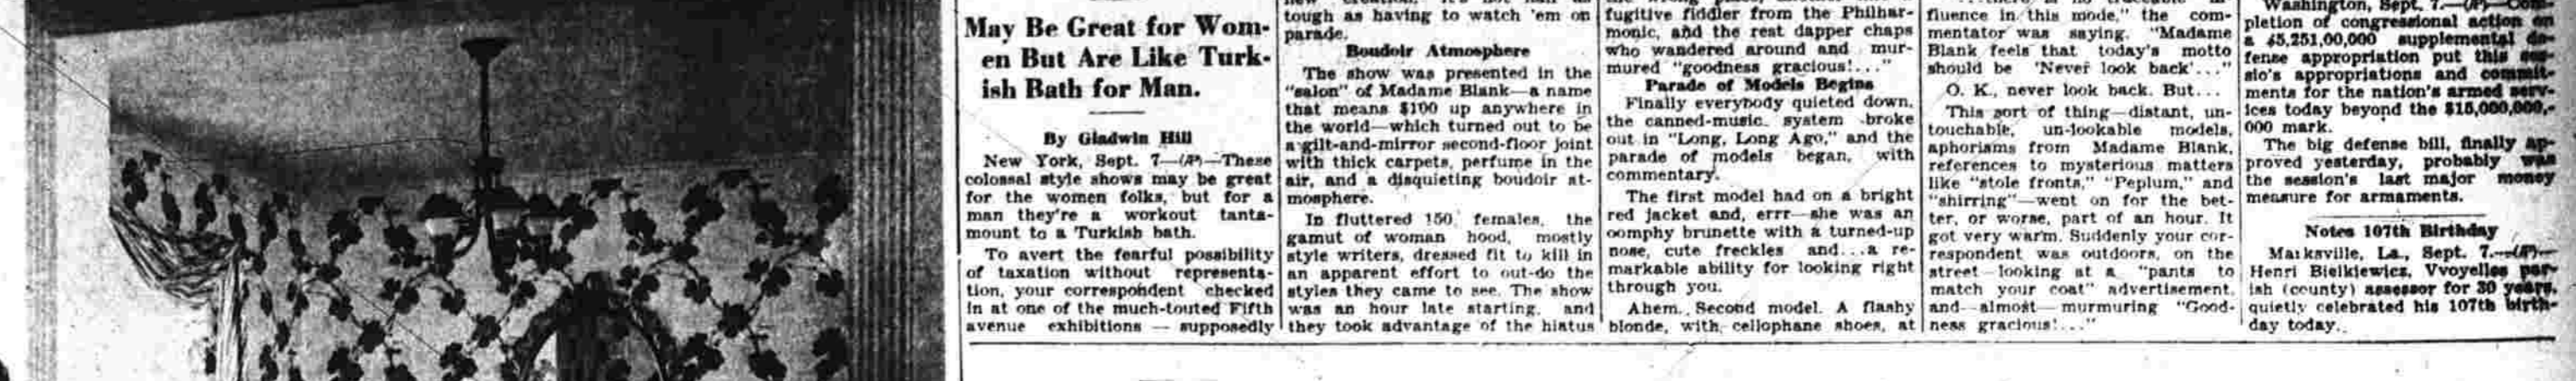 May Be Great for Wom-
en But Are Like Turk-
ish Bath for Man.
By Gladwin Hill
New York, Sept. 7—(AP)—These
colossal style shows may be great
for the women folks, but for a
man they're a workout tanta-
mount to a Turkish bath.
To avert the fearful possibility
of taxation without representa-
tion, your correspondent checked
in at one of the much-touted Fifth
avenue exhibitions — supposedly
tough as having to watch 'em on
parade.
Boudoir Atmosphere
The show was presented in the
"salon" of Madame Blank—a name
that means $100 up anywhere in
the world—which turned out to be
a gilt-and-mirror second-floor joint
with thick carpets, perfume in the
air, and a disquieting boudoir at-
mosphere.
In fluttered 150 females, the
gamut of woman hood, mostly
style writers, dressed fit to kill in
an apparent effort to out-do the
styles they came to see. The show
was an hour late starting, and
they took advantage of the hiatus
fugitive fiddler from the Philhar-
monic, and the reat dapper chaps
who wandered around and mur-
mured "goodness gracious!..."
Parade of Models Begins
Finally everybody quieted down,
the canned-music system broke
out in "Long, Long Ago," and the
parade of models began, with
commentary.
The first model had on a bright
red jacket and, errr—she was an
oomphy brunette with a turned-up
nose, cute freckles and...a re-
markable ability for looking right
through you.
Ahem. Second model. A flashy
blonde, with cellophane shoes, at
fluence in this mode," the com-
mentator was saying. "Madame
Blank feels that today's motto
should be 'Never look back'..."
O. K., never look back. But...
This sort of thing—distant, un-
touchable, un-lookable models,
aphorisms from Madame Blank,
references to mysterious matters
like "stole fronts," "Peplum," and
"shirring"—went on for the bet-
ter, or worse, part of an hour. It
got very warm. Suddenly your cor-
respondent was outdoors, on the
street looking at a "pants to
match your coat" advertisement,
and—almost—murmuring "Good-
ness gracious!..."
Washington, Sept. 7.—(AP)—Com-
pletion of congressional action on
a $5,251,00,000 supplemental de-
fense appropriation put this ses-
sio's appropriations and commit-
ments for the nation's armed serv-
ices today beyond the $15,000,000,-
000 mark.
The big defense bill, finally ap-
proved yesterday, probably was
the session's last major money
measure for armaments.
Notes 107th Birthday
Marksville, La., Sept. 7.—(AP)—
Henri Bielkiewicz, Vvoyelles par-
ish (county) assessor for 30 years,
quietly celebrated his 107th birth-
day today.